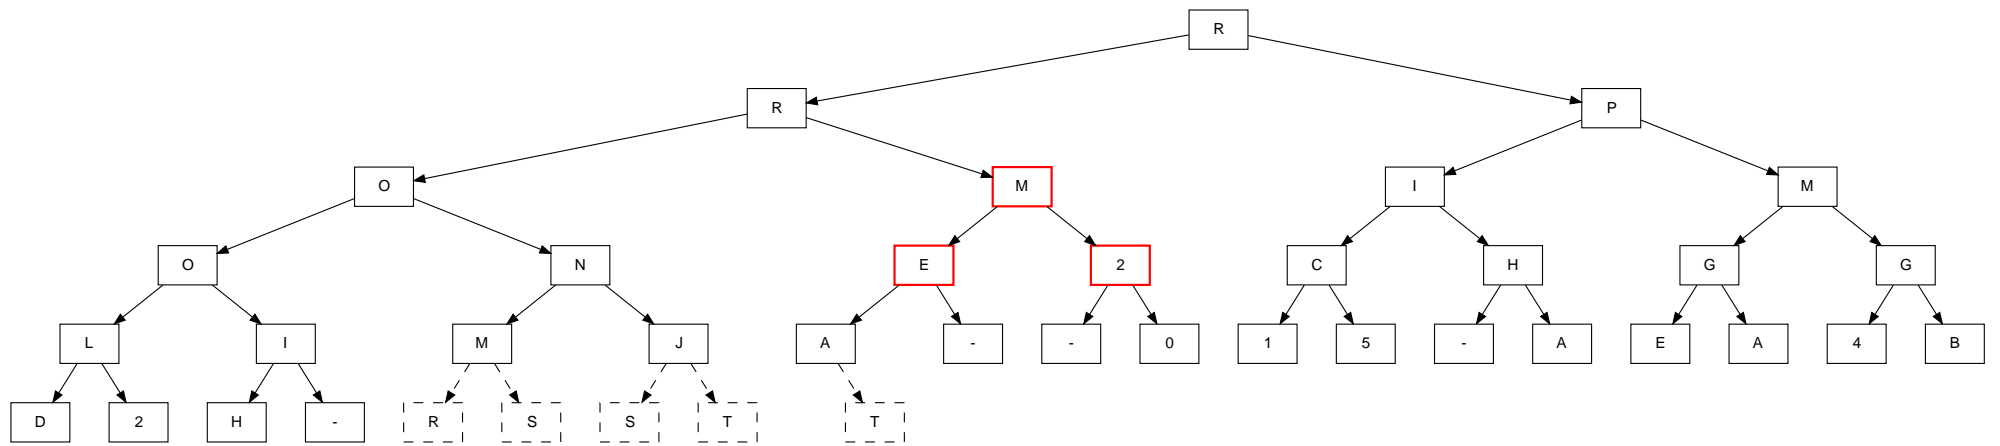 R
R P
O M I M
O N E 2 C H G G
L I M J A - - 0 1 5 - A E A 4 B
D 2 H - R S S T T